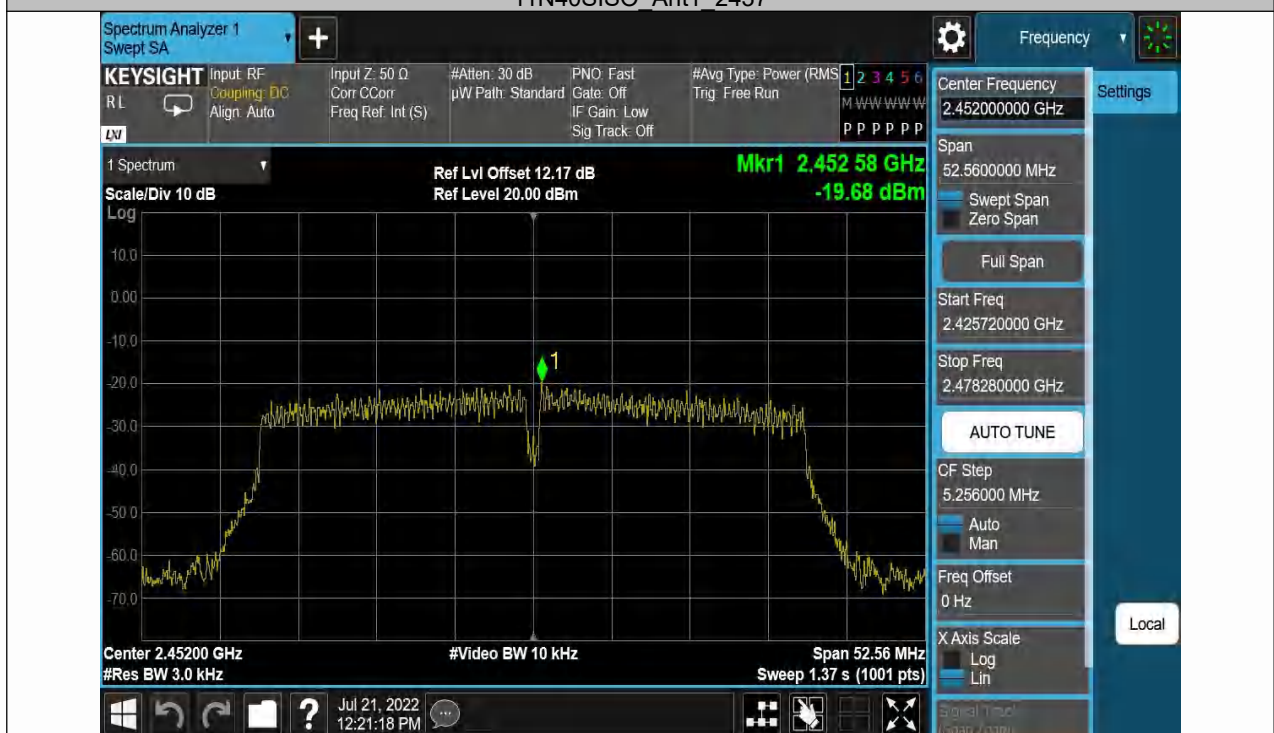 11N40SISO_Ant1_2437
Spectrum Analyzer 1
Swept SA
Frequency
KEYSIGHT
RL
LXI
Input: RF
Coupling: DC
Align: Auto
Input Z: 50 Ω
Corr CCorr
Freq Ref: Int (S)
#Atten: 30 dB
µW Path: Standard
PNO: Fast
Gate: Off
IF Gain: Low
Sig Track: Off
#Avg Type: Power (RMS
Trig: Free Run
1 2 3 4 5 6
M W W W W W
P P P P P P
1 Spectrum
Scale/Div 10 dB
Log
Ref Lvl Offset 12.17 dB
Ref Level 20.00 dBm
Mkr1 2.452 58 GHz
-19.68 dBm
10.0
0.00
-10.0
-20.0
-30.0
-40.0
-50.0
-60.0
-70.0
1
Center 2.45200 GHz
#Res BW 3.0 kHz
#Video BW 10 kHz
Span 52.56 MHz
Sweep 1.37 s (1001 pts)
Jul 21, 2022
12:21:18 PM
Center Frequency
2.452000000 GHz
Settings
Span
52.5600000 MHz
Swept Span
Zero Span
Full Span
Start Freq
2.425720000 GHz
Stop Freq
2.478280000 GHz
AUTO TUNE
CF Step
5.256000 MHz
Auto
Man
Freq Offset
0 Hz
X Axis Scale
Log
Lin
Local
Signal Track
(Span Zoom)